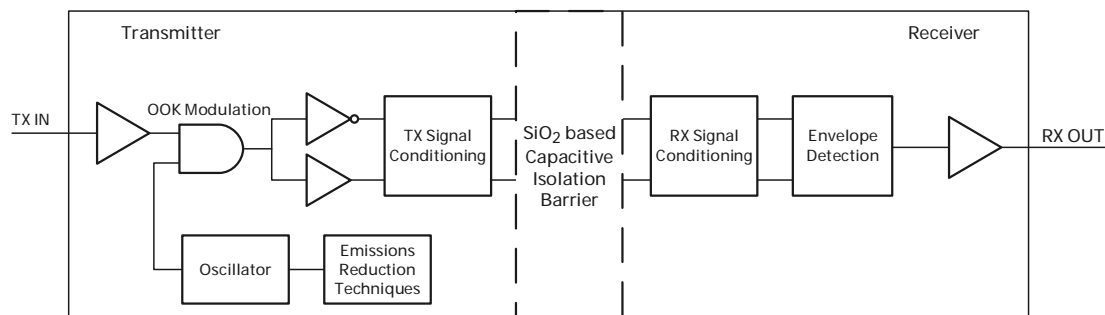 Transmitter
Receiver
TX IN
OOK Modulation
TX Signal
Conditioning
SiO₂ based
Capacitive
Isolation
Barrier
RX Signal
Conditioning
Envelope
Detection
RX OUT
Oscillator
Emissions
Reduction
Techniques